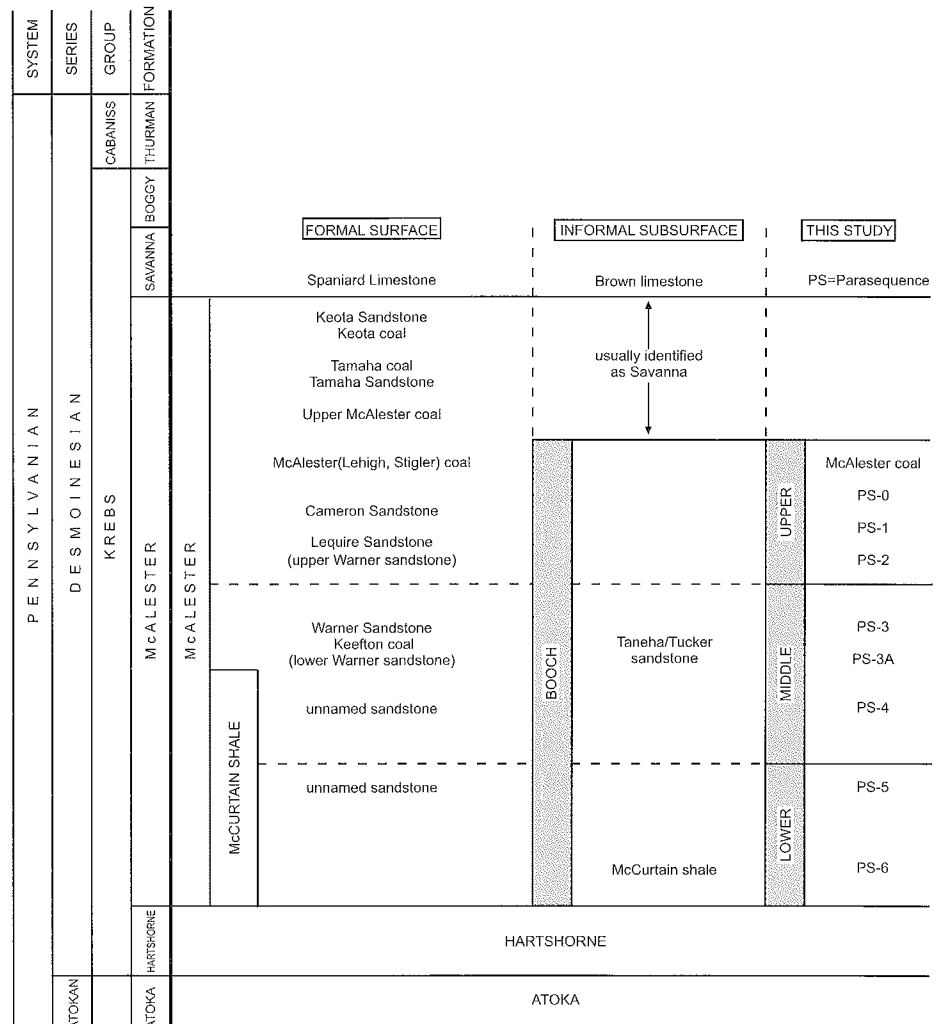 SYSTEM
SERIES
GROUP
FORMATION
PENNSYLVANIAN
DESMOINESIAN
ATOKAN
CABANISS
KREBS
THURMAN
BOGGY
SAVANNA
McALESTER
HARTSHORNE
ATOKA
McALESTER
McCURTAIN SHALE
FORMAL SURFACE
Spaniard Limestone
Keota Sandstone
Keota coal
Tamaha coal
Tamaha Sandstone
Upper McAlester coal
McAlester(Lehigh, Stigler) coal
Cameron Sandstone
Lequire Sandstone
(upper Warner sandstone)
Warner Sandstone
Keefton coal
(lower Warner sandstone)
unnamed sandstone
unnamed sandstone
INFORMAL SUBSURFACE
Brown limestone
usually identified
as Savanna
BOOCH
Taneha/Tucker
sandstone
McCurtain shale
THIS STUDY
PS=Parasequence
UPPER
MIDDLE
LOWER
McAlester coal
PS-0
PS-1
PS-2
PS-3
PS-3A
PS-4
PS-5
PS-6
HARTSHORNE
ATOKA